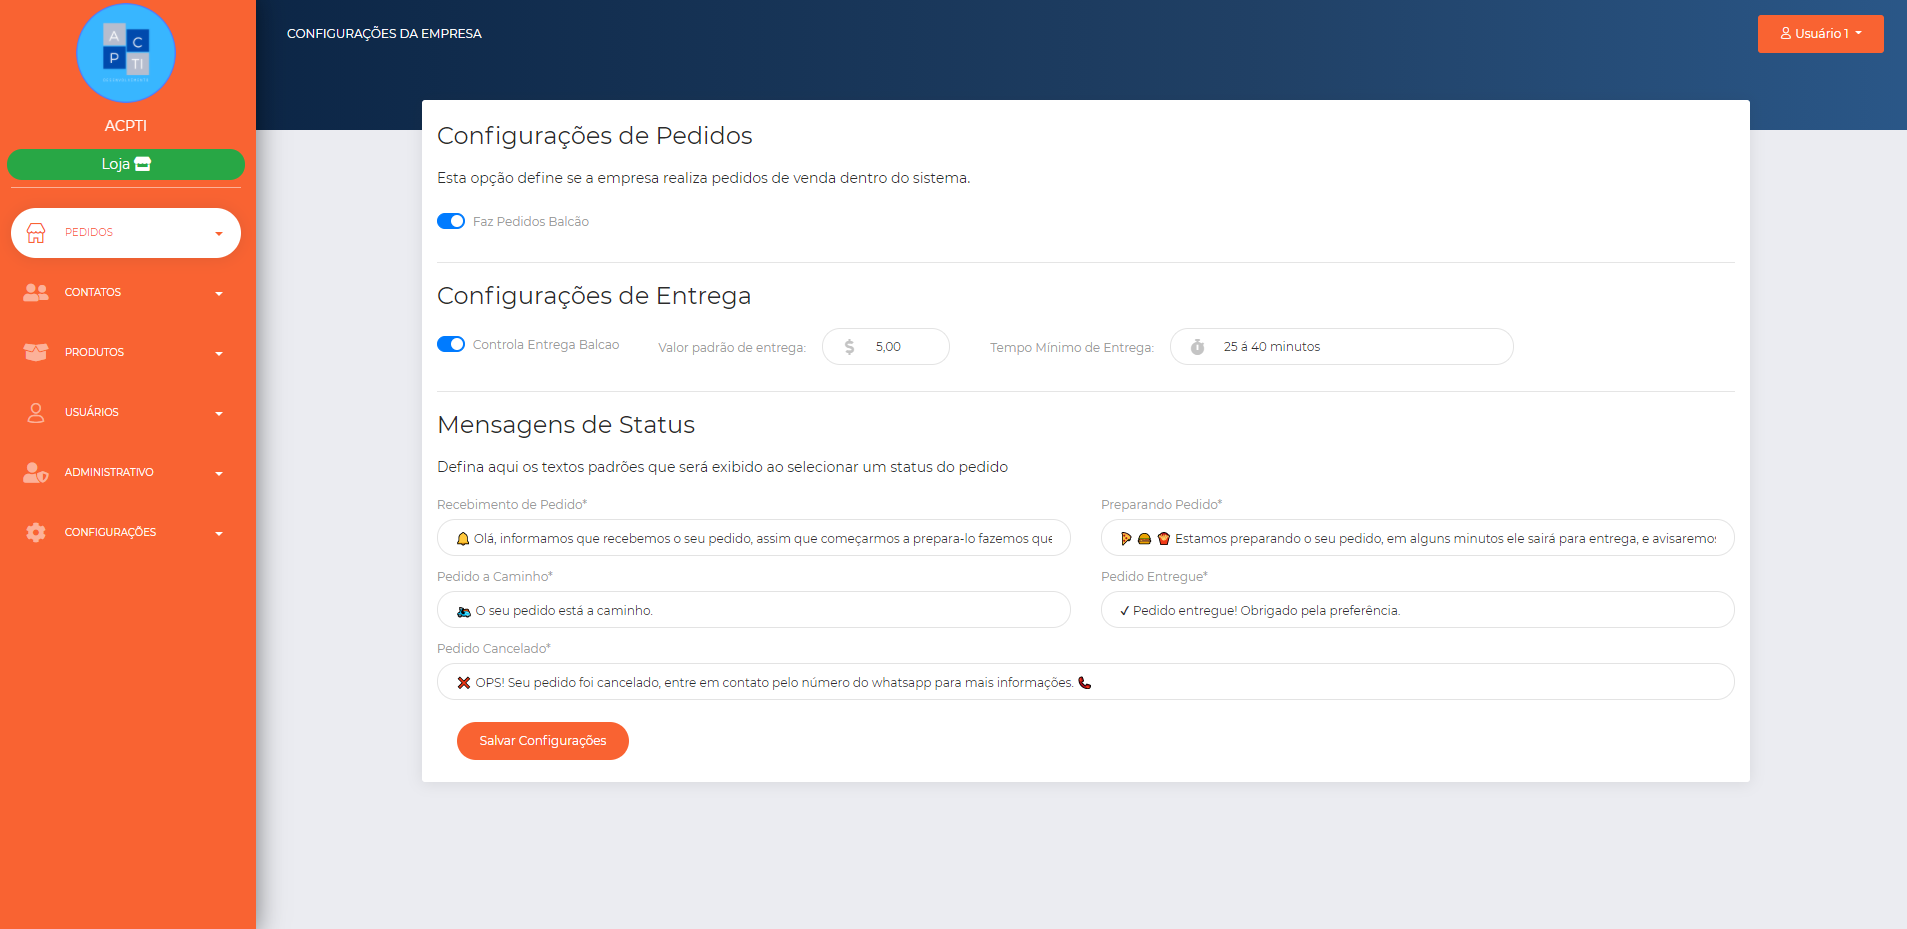 A
C
P
TI
ACPTI
Loja
PEDIDOS
CONTATOS
PRODUTOS
USUÁRIOS
ADMINISTRATIVO
CONFIGURAÇÕES
CONFIGURAÇÕES DA EMPRESA
Usuário 1
Configurações de Pedidos
Esta opção define se a empresa realiza pedidos de venda dentro do sistema.
Faz Pedidos Balcão
Configurações de Entrega
Controla Entrega Balcao Valor padrão de entrega: $ 5,00 Tempo Mínimo de Entrega: 25 á 40 minutos
Mensagens de Status
Defina aqui os textos padrões que será exibido ao selecionar um status do pedido
Recebimento de Pedido* Preparando Pedido*
🔔 Olá, informamos que recebemos o seu pedido, assim que começarmos a prepara-lo fazemos que 🍕 🍔 🍟 Estamos preparando o seu pedido, em alguns minutos ele sairá para entrega, e avisaremos
Pedido a Caminho* Pedido Entregue*
O seu pedido está a caminho. ✓ Pedido entregue! Obrigado pela preferência.
Pedido Cancelado*
❌ OPS! Seu pedido foi cancelado, entre em contato pelo número do whatsapp para mais informações. 📞
Salvar Configurações